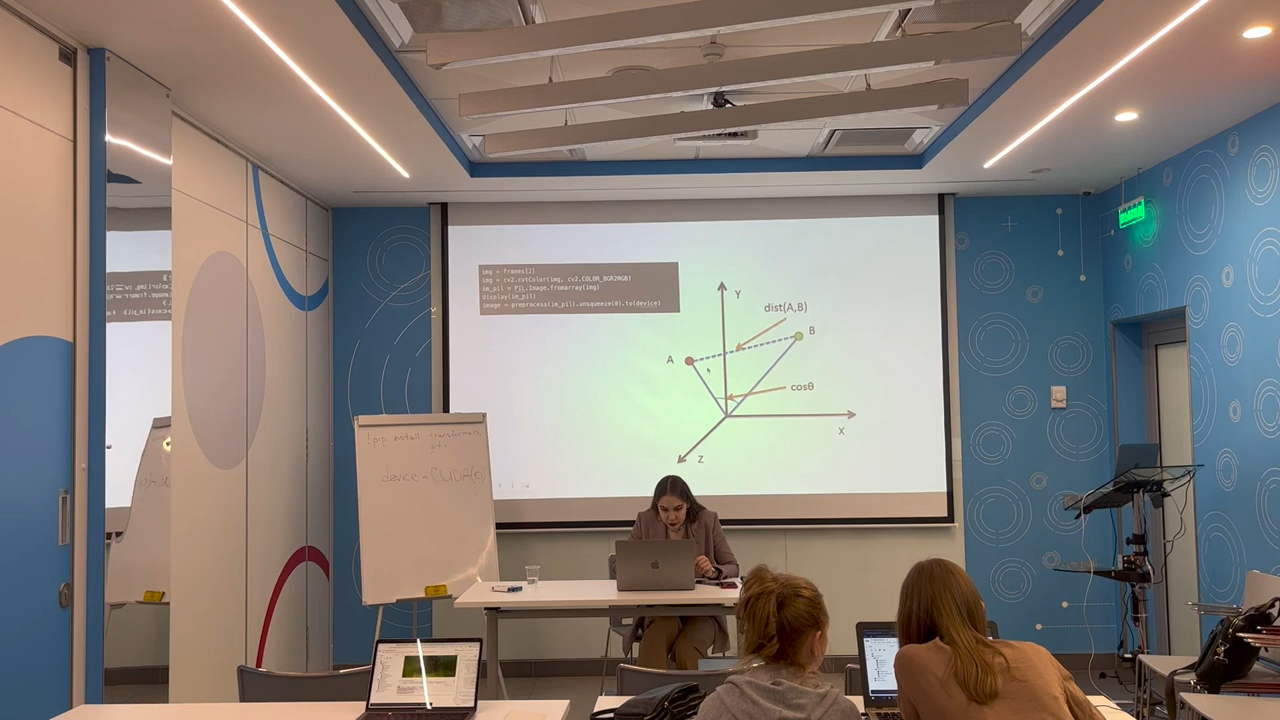 img = frames[2]
img = cv2.cvtColor(img, cv2.COLOR_BGR2RGB)
im_pil = PIL.Image.fromarray(img)
display(im_pil)
image = preprocess(im_pil).unsqueeze(0).to(device)
Y
dist(A,B)
B
A
cosθ
X
Z
!pip install transformers
device = CUDA(0)